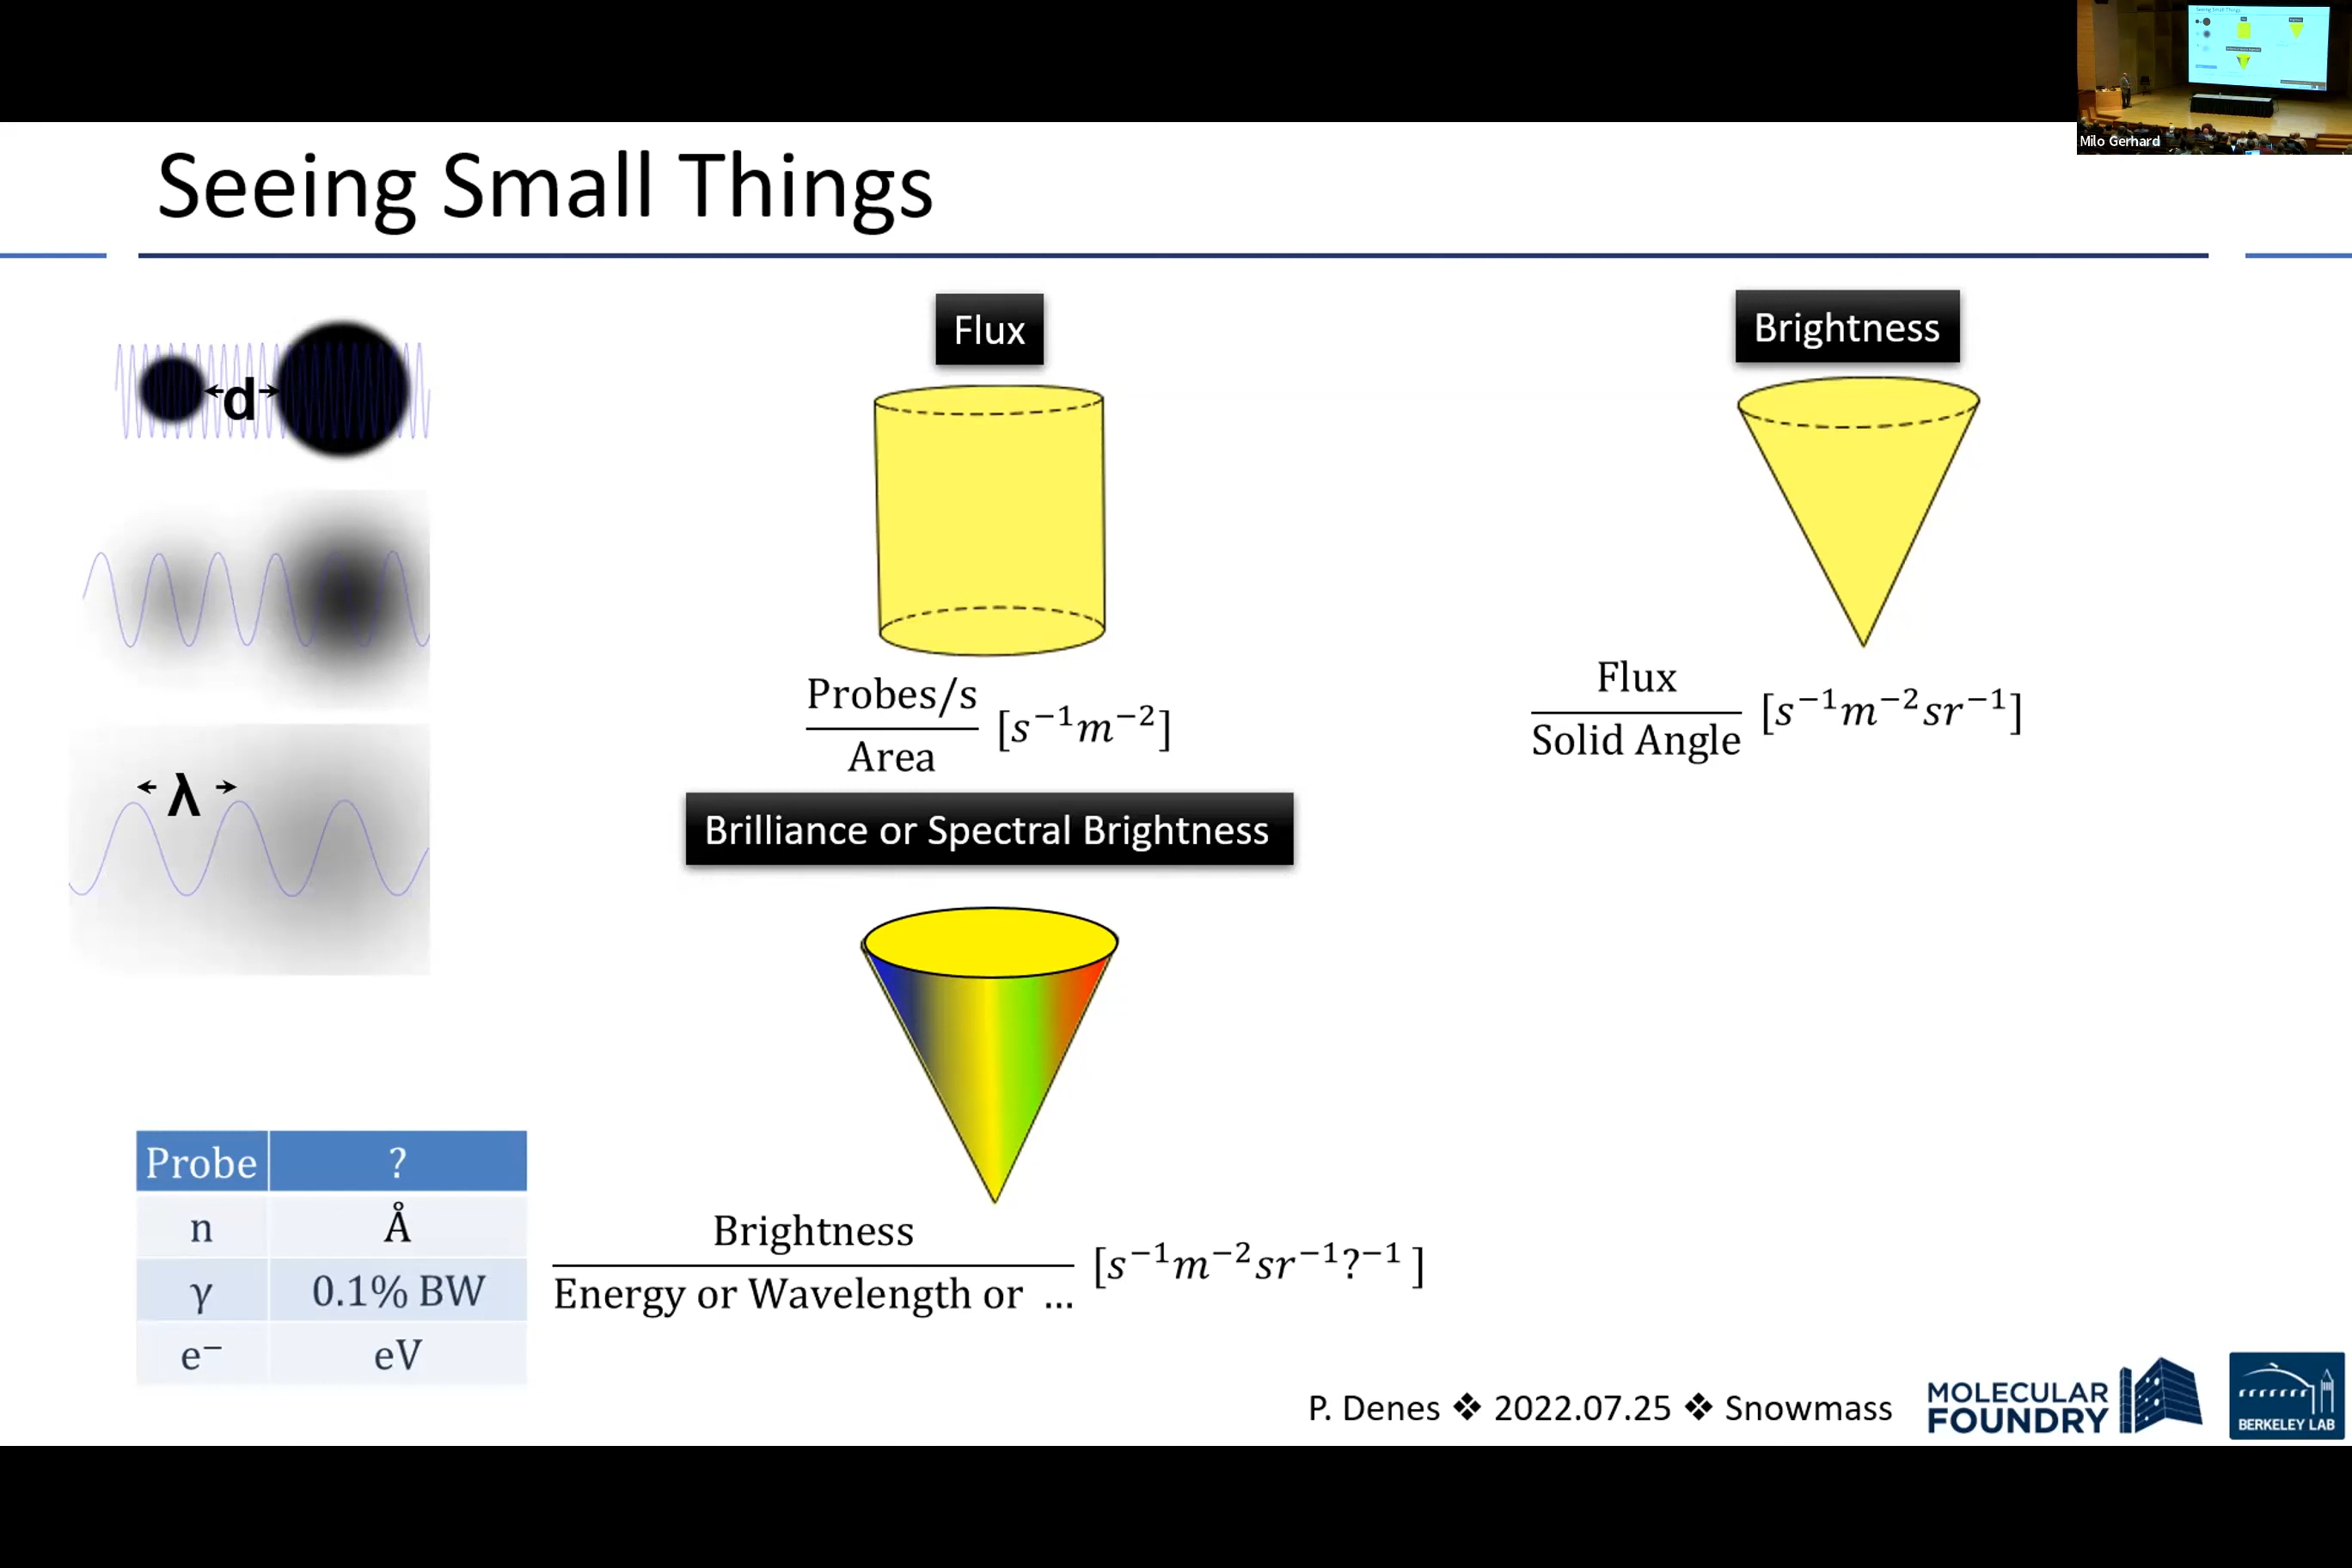 Milo Gerhard
Seeing Small Things
d
λ
Flux
Probes/s
Area
[s⁻¹m⁻²]
Brightness
Flux
Solid Angle
[s⁻¹m⁻²sr⁻¹]
Brilliance or Spectral Brightness
Brightness
Energy or Wavelength or ...
[s⁻¹m⁻²sr⁻¹?⁻¹ ]
Probe ?
n Å
γ 0.1% BW
e⁻ eV
P. Denes ❖ 2022.07.25 ❖ Snowmass
MOLECULAR
FOUNDRY
BERKELEY LAB